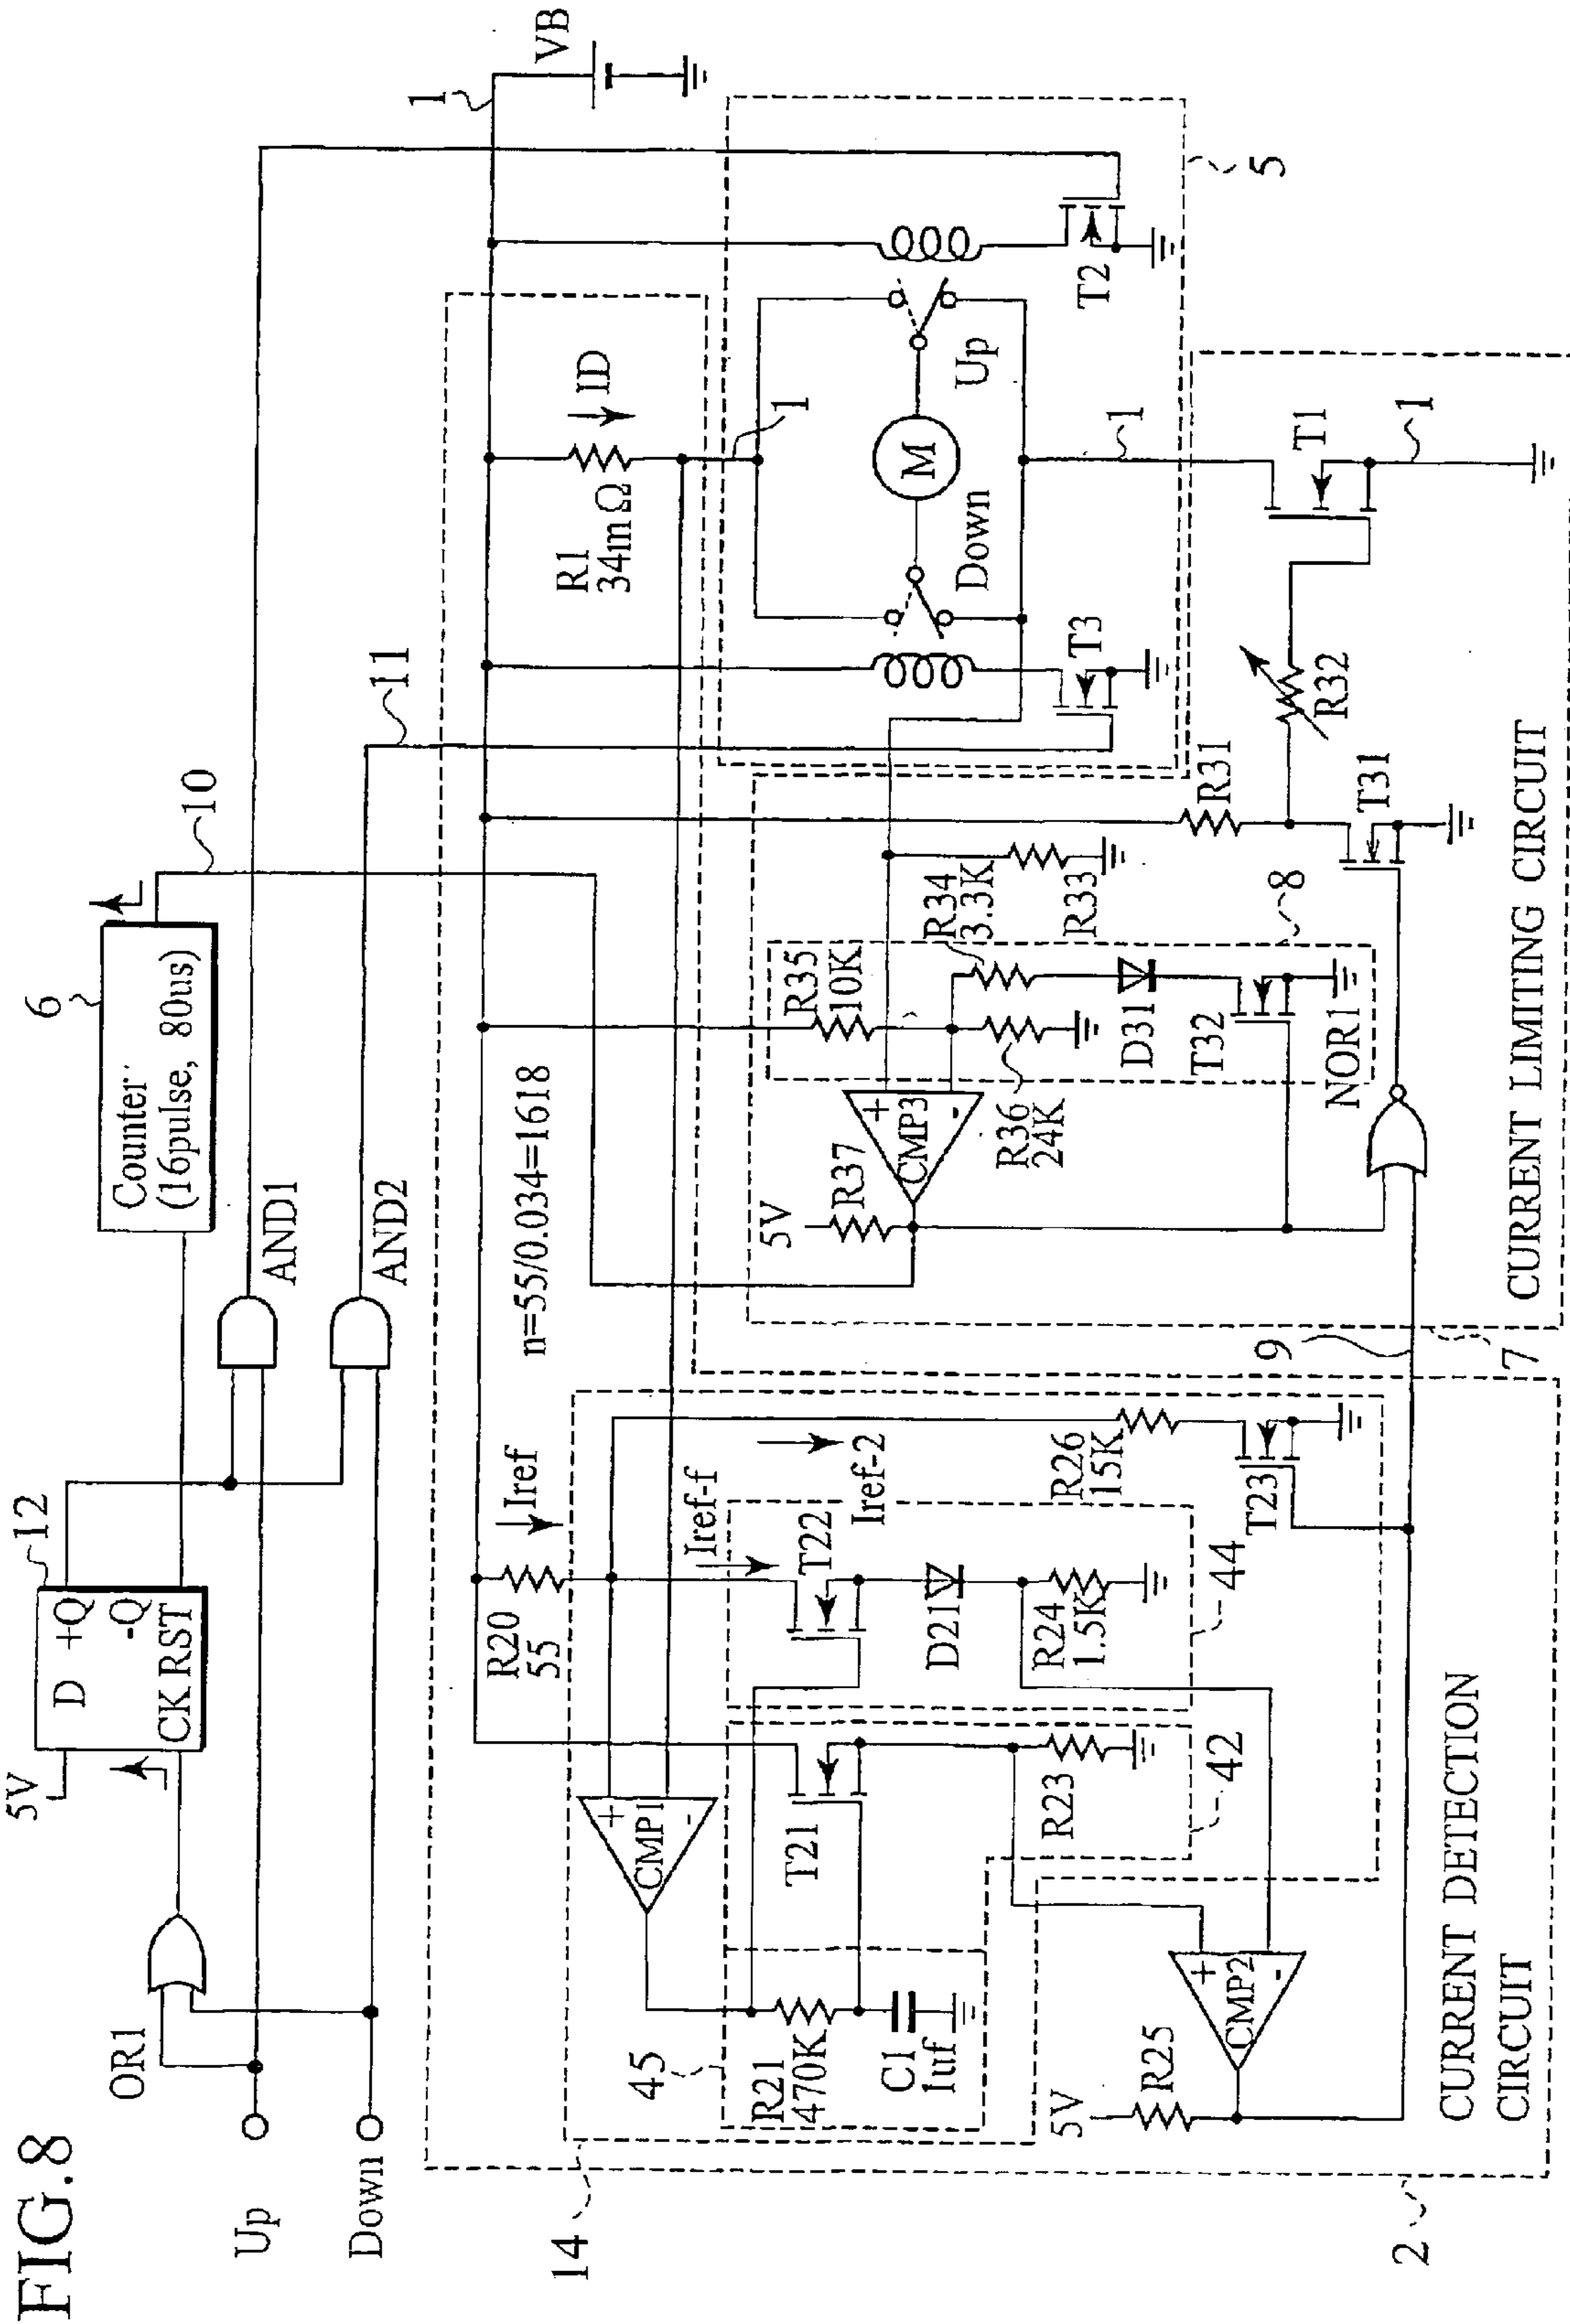 FIG.8
Up
Down
OR1
5V
D +Q
-Q
CK RST
12
6
Counter
(16pulse, 80us)
AND1
AND2
10
11
1
VB
14
2
45
R21
470K
C1
1uf
CMP1
+
-
T21
R23
42
R20
55
Iref
Iref-f
Iref-2
T22
D21
R24
1.5K
44
R26
15K
T23
5V
R25
CMP2
+
-
CURRENT DETECTION
CIRCUIT
n=55/0.034=1618
9
7
R1
34mΩ
ID
1
M
Down
Up
T3
T2
5
1
T1
1
5V
R37
CMP3
+
-
R35
10K
R36
24K
R34
3.3K
R33
D31
T32
8
NOR1
R31
R32
T31
CURRENT LIMITING CIRCUIT